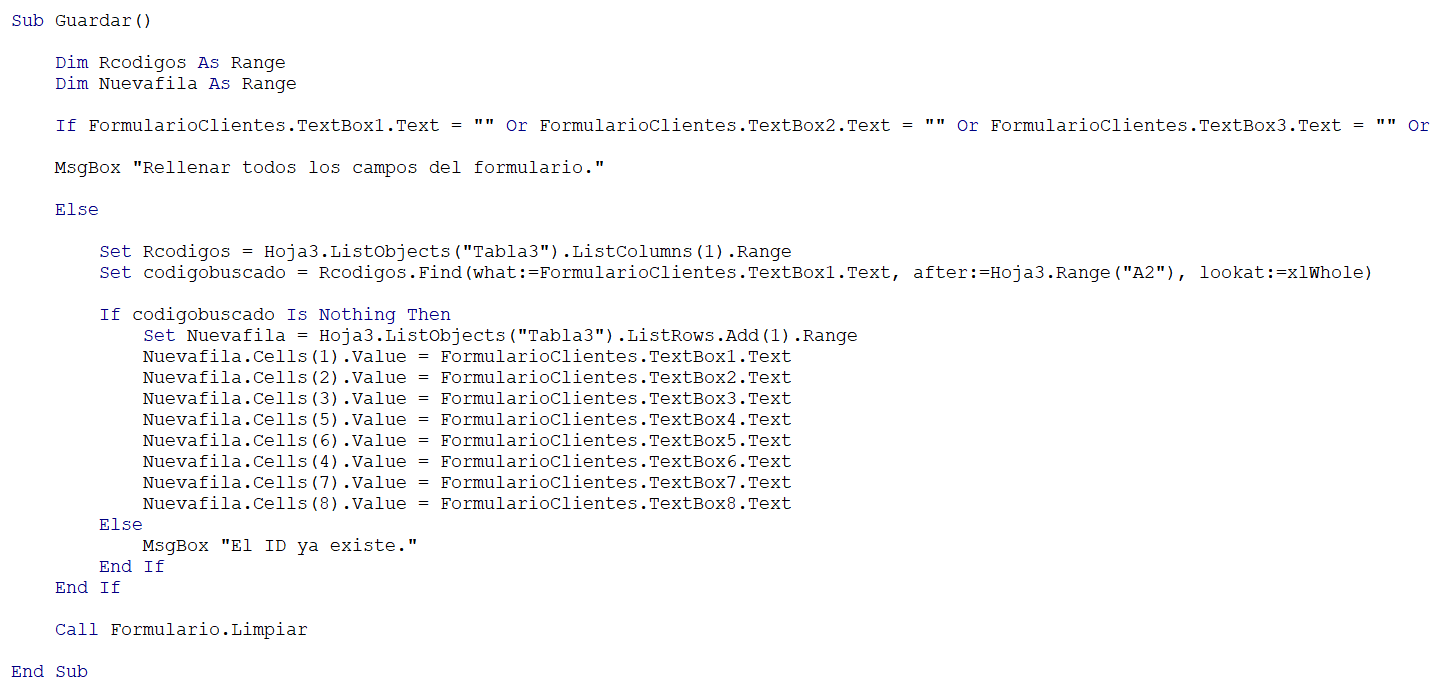 Sub Guardar()
Dim Rcodigos As Range
Dim Nuevafila As Range
If FormularioClientes.TextBox1.Text = "" Or FormularioClientes.TextBox2.Text = "" Or FormularioClientes.TextBox3.Text = "" Or
MsgBox "Rellenar todos los campos del formulario."
Else
Set Rcodigos = Hoja3.ListObjects("Tabla3").ListColumns(1).Range
Set codigobuscado = Rcodigos.Find(what:=FormularioClientes.TextBox1.Text, after:=Hoja3.Range("A2"), lookat:=xlWhole)
If codigobuscado Is Nothing Then
Set Nuevafila = Hoja3.ListObjects("Tabla3").ListRows.Add(1).Range
Nuevafila.Cells(1).Value = FormularioClientes.TextBox1.Text
Nuevafila.Cells(2).Value = FormularioClientes.TextBox2.Text
Nuevafila.Cells(3).Value = FormularioClientes.TextBox3.Text
Nuevafila.Cells(5).Value = FormularioClientes.TextBox4.Text
Nuevafila.Cells(6).Value = FormularioClientes.TextBox5.Text
Nuevafila.Cells(4).Value = FormularioClientes.TextBox6.Text
Nuevafila.Cells(7).Value = FormularioClientes.TextBox7.Text
Nuevafila.Cells(8).Value = FormularioClientes.TextBox8.Text
Else
MsgBox "El ID ya existe."
End If
End If
Call Formulario.Limpiar
End Sub